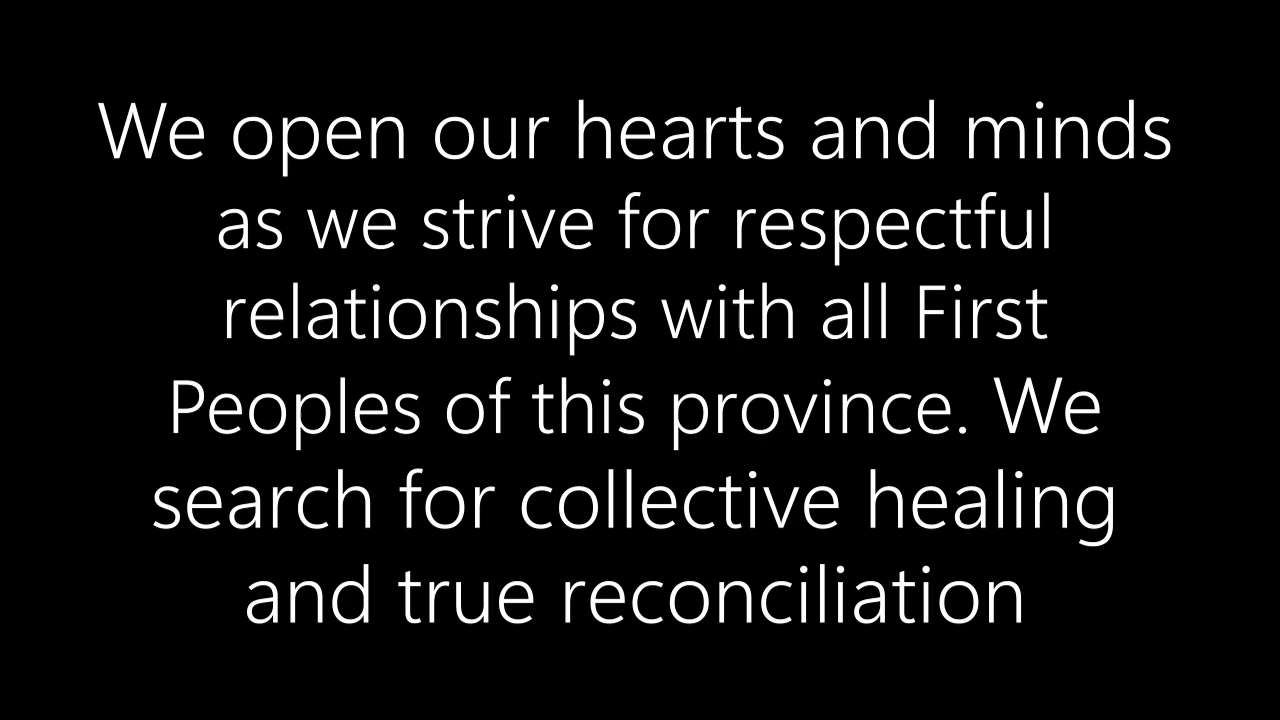 We open our hearts and minds
as we strive for respectful
relationships with all First
Peoples of this province. We
search for collective healing
and true reconciliation